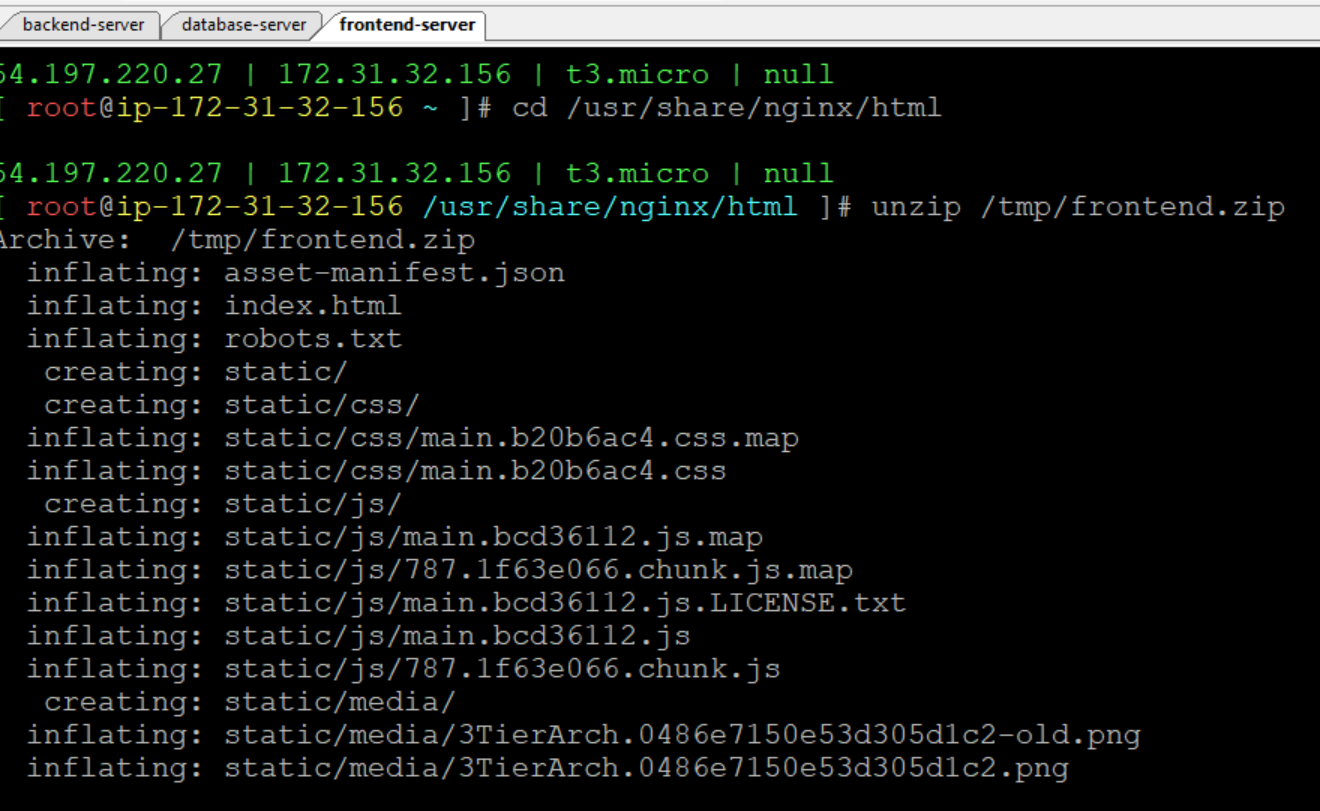 backend-server database-server frontend-server
54.197.220.27 | 172.31.32.156 | t3.micro | null
[ root@ip-172-31-32-156 ~ ]# cd /usr/share/nginx/html
54.197.220.27 | 172.31.32.156 | t3.micro | null
[ root@ip-172-31-32-156 /usr/share/nginx/html ]# unzip /tmp/frontend.zip
Archive:  /tmp/frontend.zip
  inflating: asset-manifest.json
  inflating: index.html
  inflating: robots.txt
   creating: static/
   creating: static/css/
  inflating: static/css/main.b20b6ac4.css.map
  inflating: static/css/main.b20b6ac4.css
   creating: static/js/
  inflating: static/js/main.bcd36112.js.map
  inflating: static/js/787.1f63e066.chunk.js.map
  inflating: static/js/main.bcd36112.js.LICENSE.txt
  inflating: static/js/main.bcd36112.js
  inflating: static/js/787.1f63e066.chunk.js
   creating: static/media/
  inflating: static/media/3TierArch.0486e7150e53d305d1c2-old.png
  inflating: static/media/3TierArch.0486e7150e53d305d1c2.png